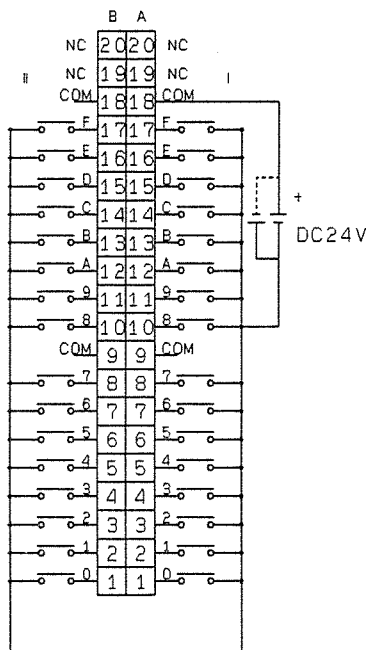 B A
NC 20 20 NC
II NC 19 19 NC I
COM 18 18 COM
F 17 17 F
E 16 16 E
D 15 15 D +
C 14 14 C
B 13 13 B DC24V
A 12 12 A
9 11 11 9
8 10 10 8
COM 9 9 COM
7 8 8 7
6 7 7 6
5 6 6 5
4 5 5 4
3 4 4 3
2 3 3 2
1 2 2 1
0 1 1 0